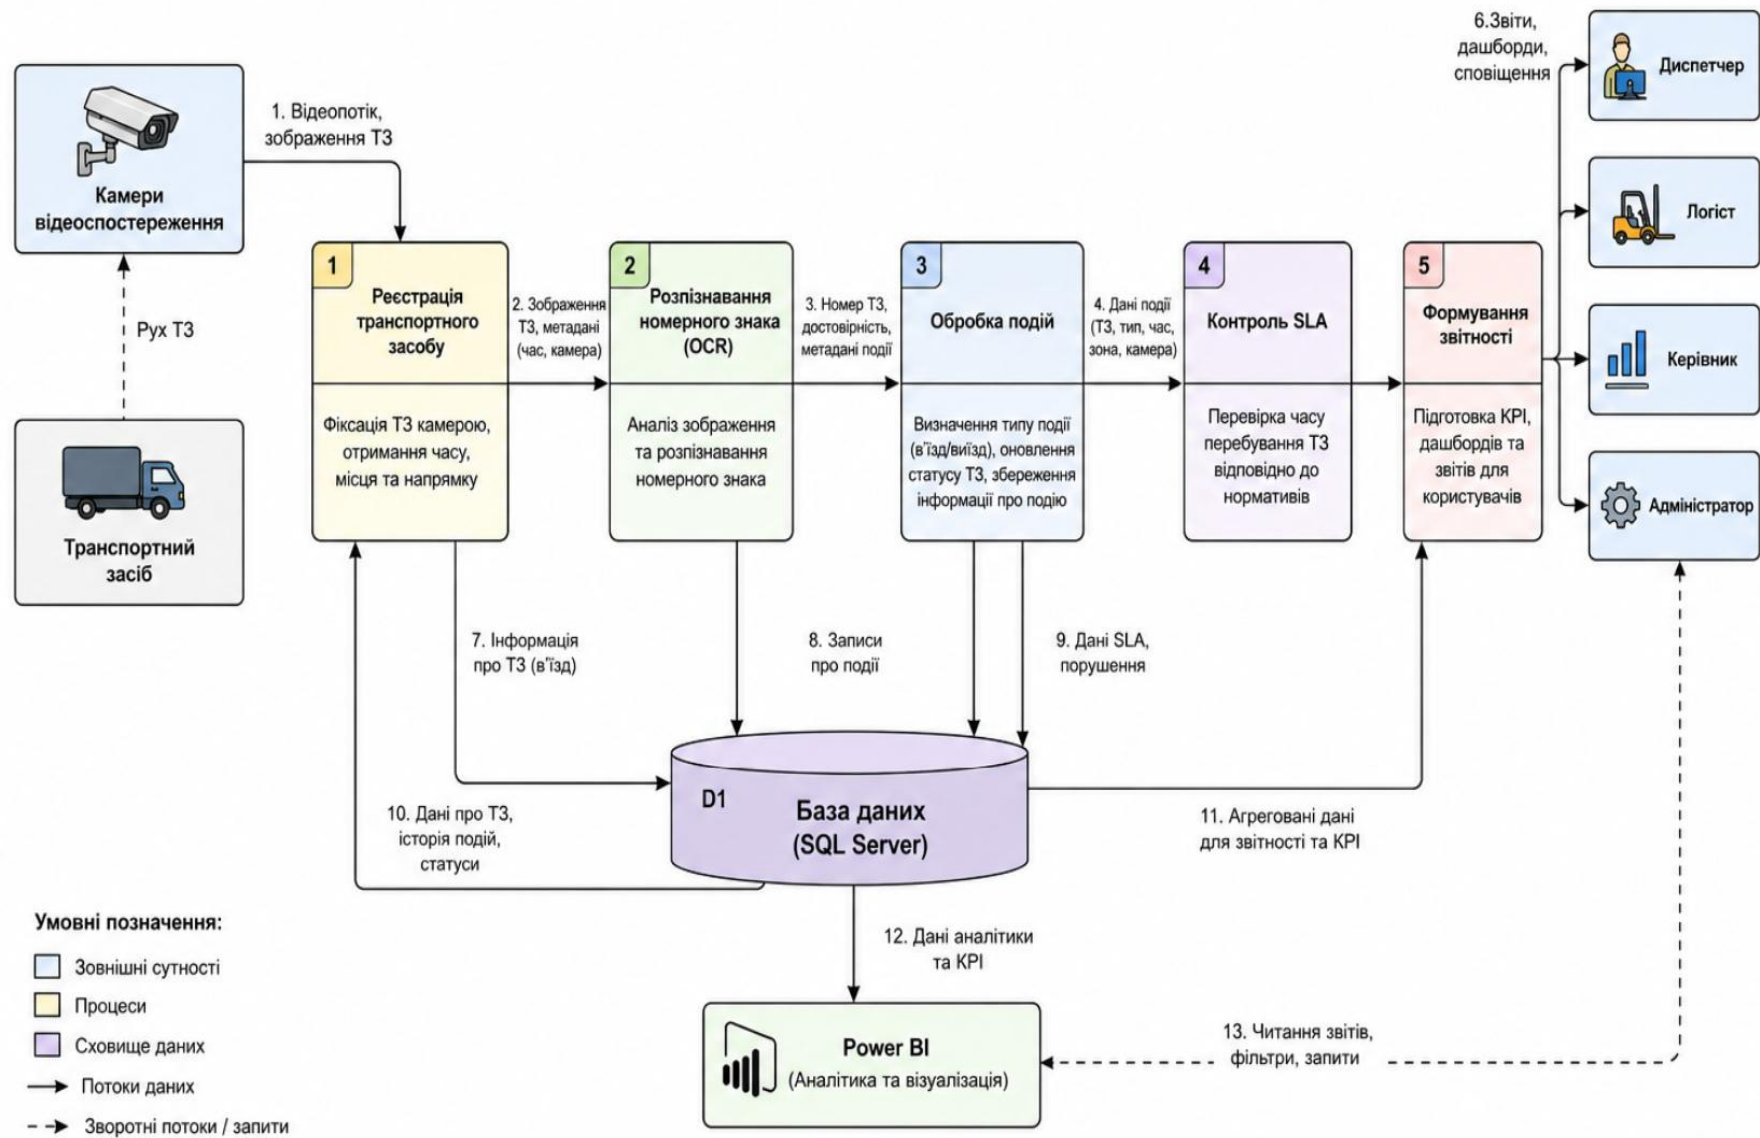 6.Звіти,
дашборди,
сповіщення
Диспетчер
1. Відеопотік,
зображення ТЗ
Камери
відеоспостереження
Логіст
Рух ТЗ
1
Реєстрація
транспортного
засобу
Фіксація ТЗ камерою,
отримання часу,
місця та напрямку
2. Зображення
ТЗ, метадані
(час, камера)
2
Розпізнавання
номерного знака
(OCR)
Аналіз зображення
та розпізнавання
номерного знака
3. Номер ТЗ,
достовірність,
метадані події
3
Обробка подій
Визначення типу події
(в'їзд/виїзд), оновлення
статусу ТЗ, збереження
інформації про подію
4. Дані події
(ТЗ, тип, час,
зона, камера)
4
Контроль SLA
Перевірка часу
перебування ТЗ
відповідно до
нормативів
5
Формування
звітності
Підготовка KPI,
дашбордів та
звітів для
користувачів
Керівник
Адміністратор
Транспортний
засіб
7. Інформація
про ТЗ (в'їзд)
8. Записи
про події
9. Дані SLA,
порушення
D1
База даних
(SQL Server)
10. Дані про ТЗ,
історія подій,
статуси
11. Агреговані дані
для звітності та KPI
12. Дані аналітики
та KPI
Power BI
(Аналітика та візуалізація)
13. Читання звітів,
фільтри, запити
Умовні позначення:
Зовнішні сутності
Процеси
Сховище даних
Потоки даних
Зворотні потоки / запити